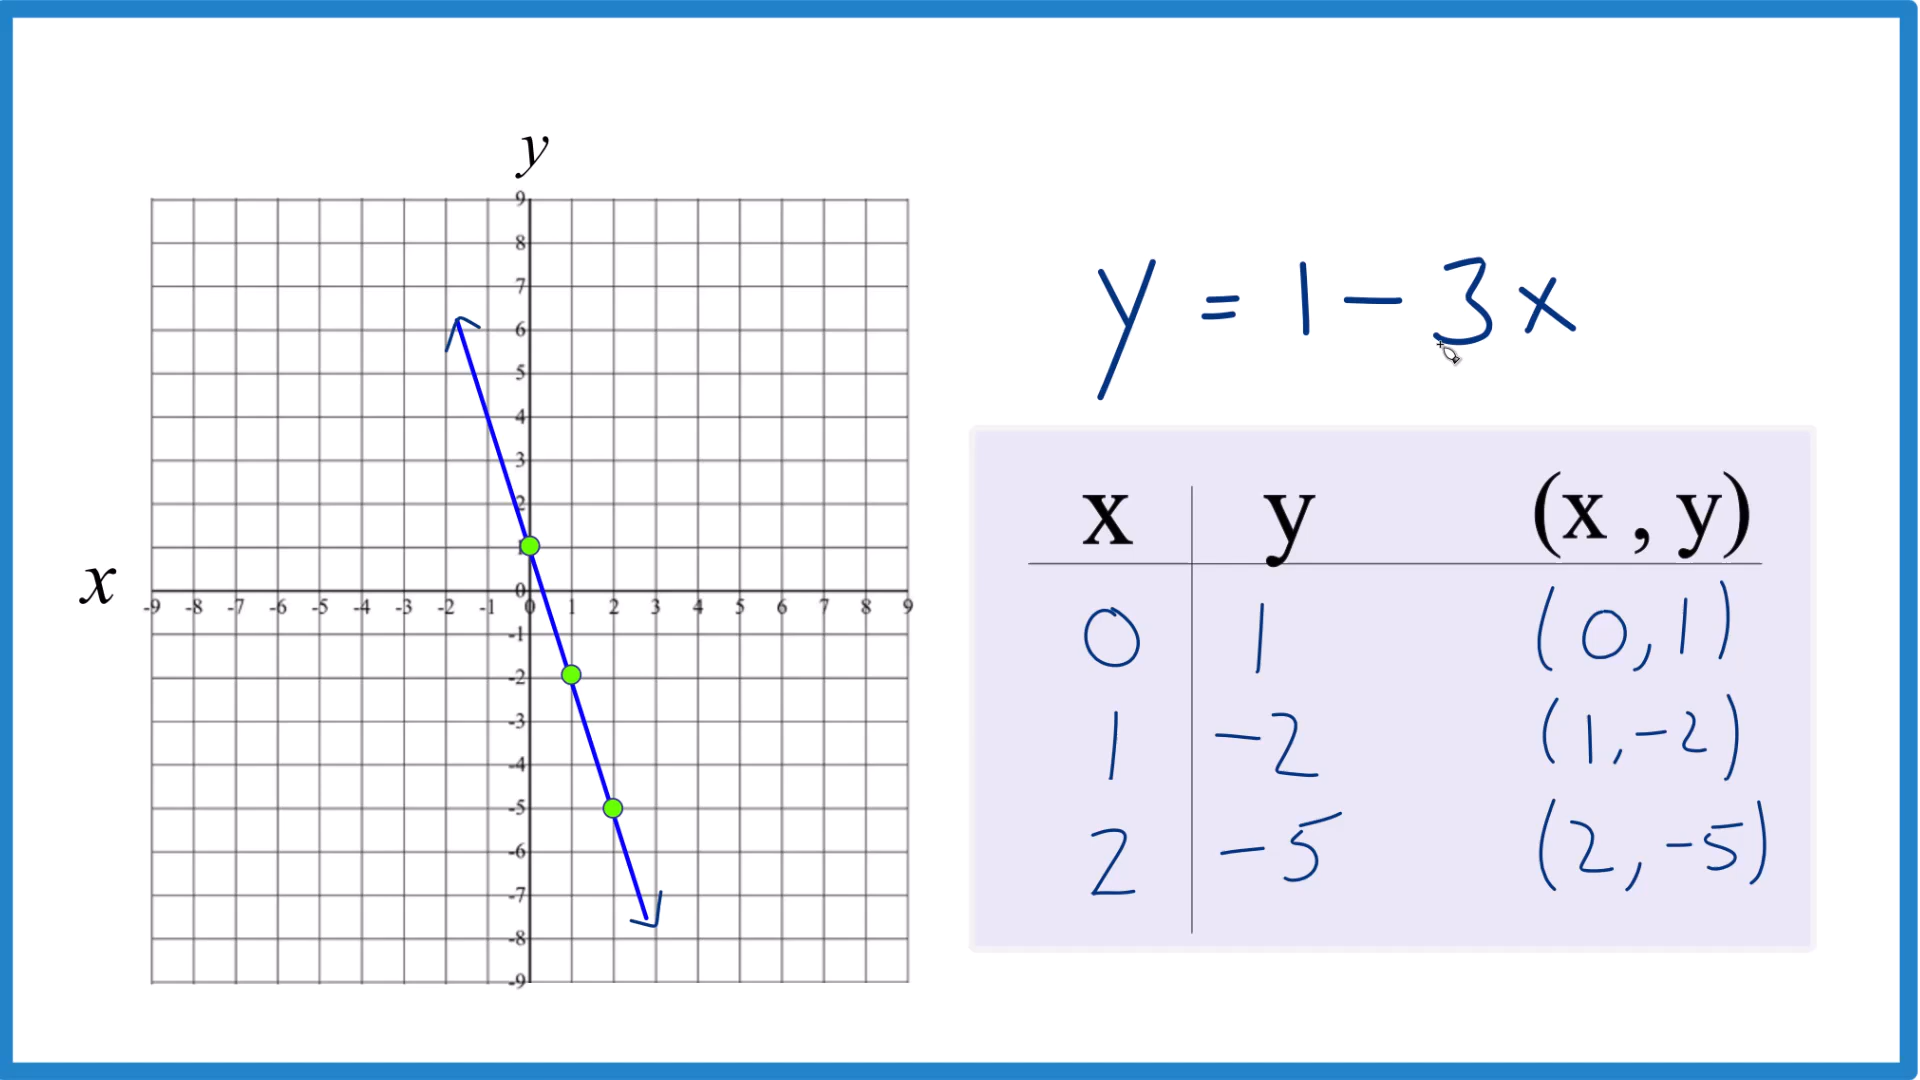 y
9
8
7
6
5
4
3
2
1
x
0
-9 -8 -7 -6 -5 -4 -3 -2 -1 0 1 2 3 4 5 6 7 8 9
-1
-2
-3
-4
-5
-6
-7
-8
-9
y = 1 - 3x
x y (x , y)
0 1 (0, 1)
1 -2 (1, -2)
2 -5 (2, -5)